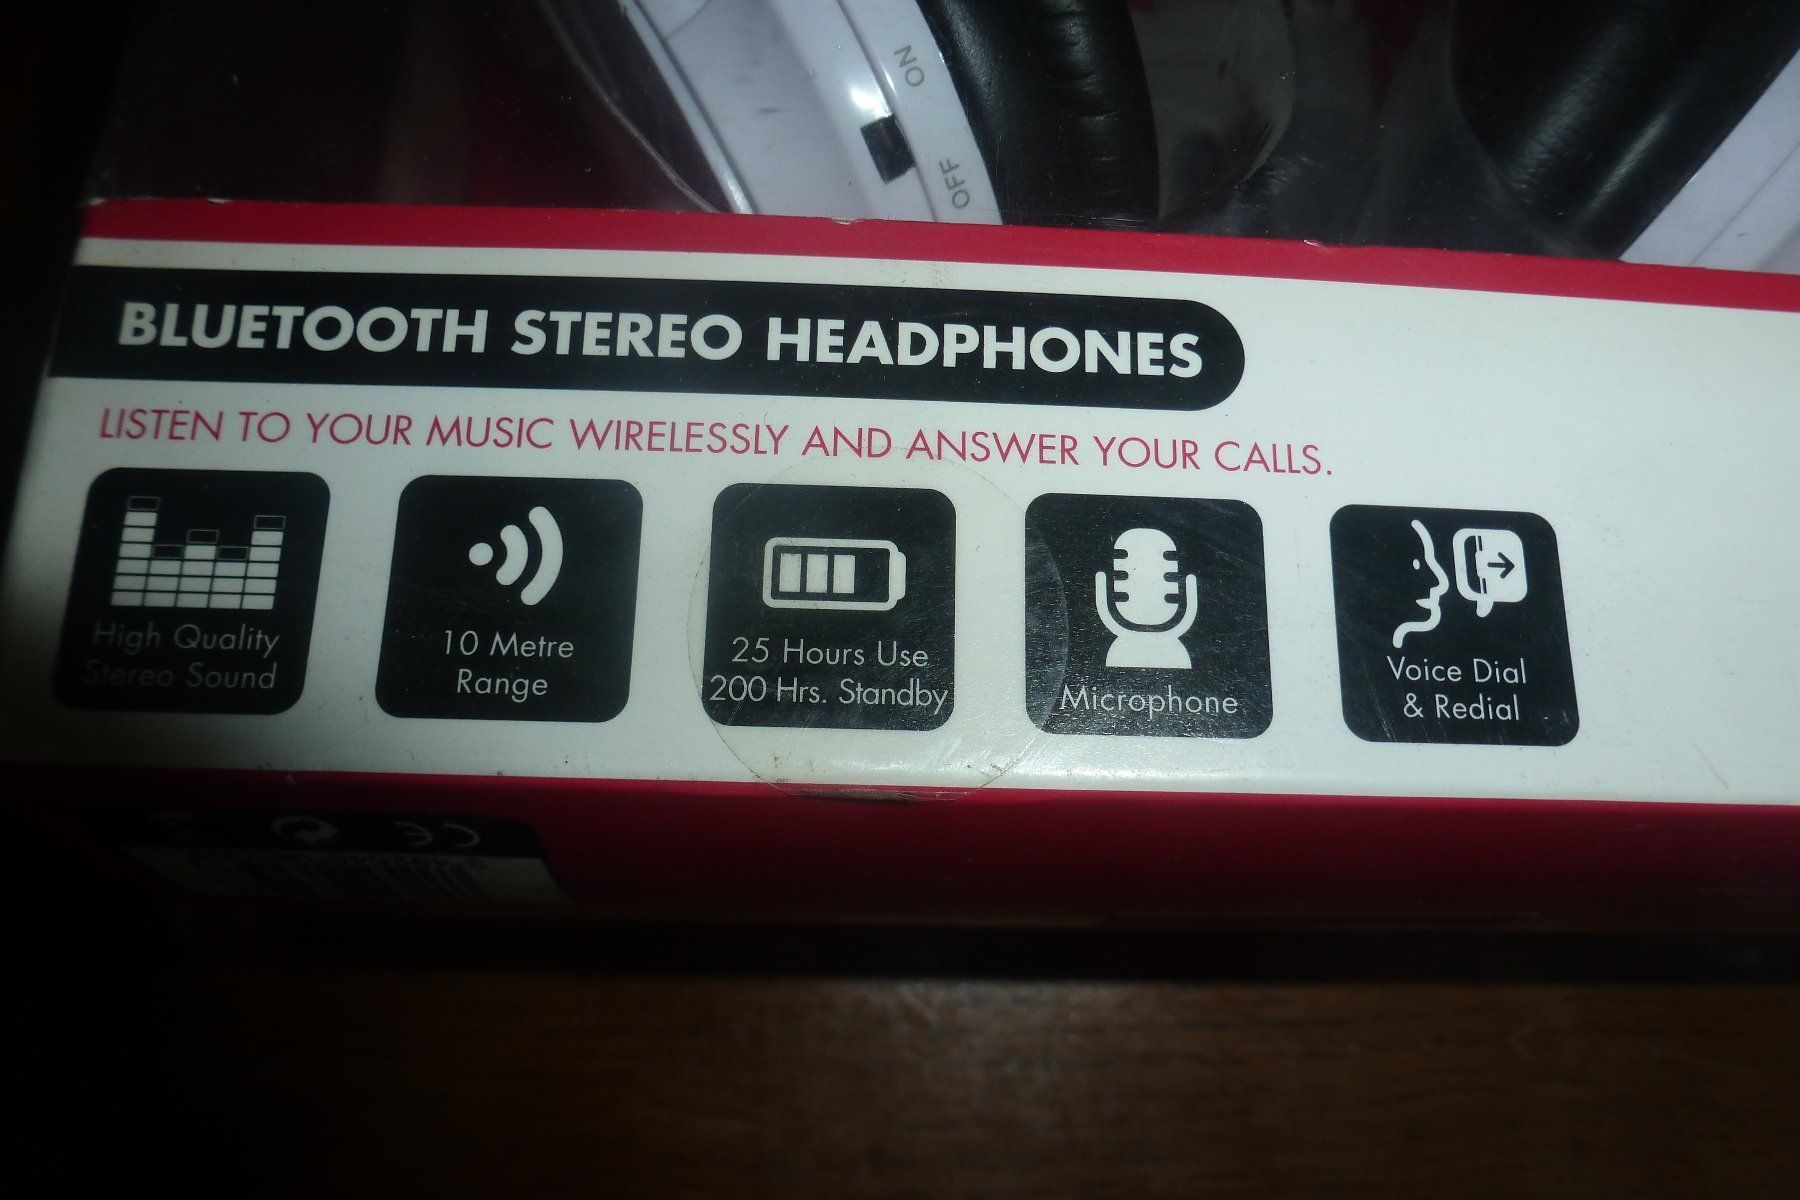 ON
OFF
BLUETOOTH STEREO HEADPHONES
LISTEN TO YOUR MUSIC WIRELESSLY AND ANSWER YOUR CALLS.
High Quality
Stereo Sound
10 Metre
Range
25 Hours Use
200 Hrs. Standby
Microphone
Voice Dial
& Redial
CE